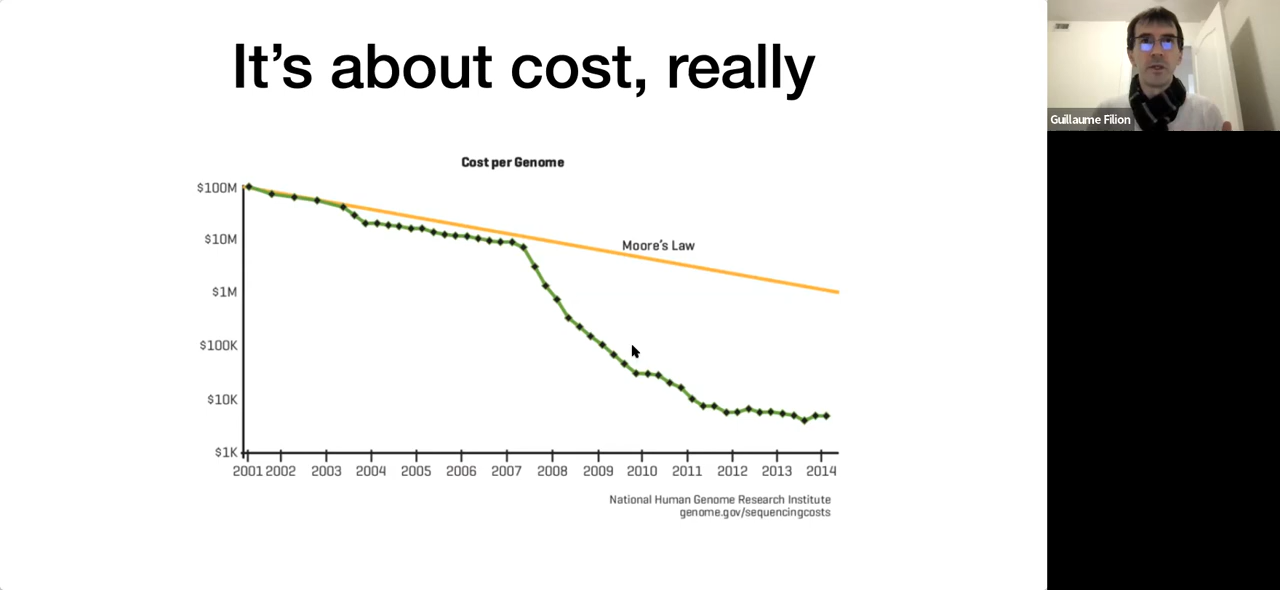 It's about cost, really
Guillaume Filion
Cost per Genome
$100M
$10M
Moore's Law
$1M
$100K
$10K
$1K
2001 2002 2003 2004 2005 2006 2007 2008 2009 2010 2011 2012 2013 2014
National Human Genome Research Institute
genome.gov/sequencingcosts